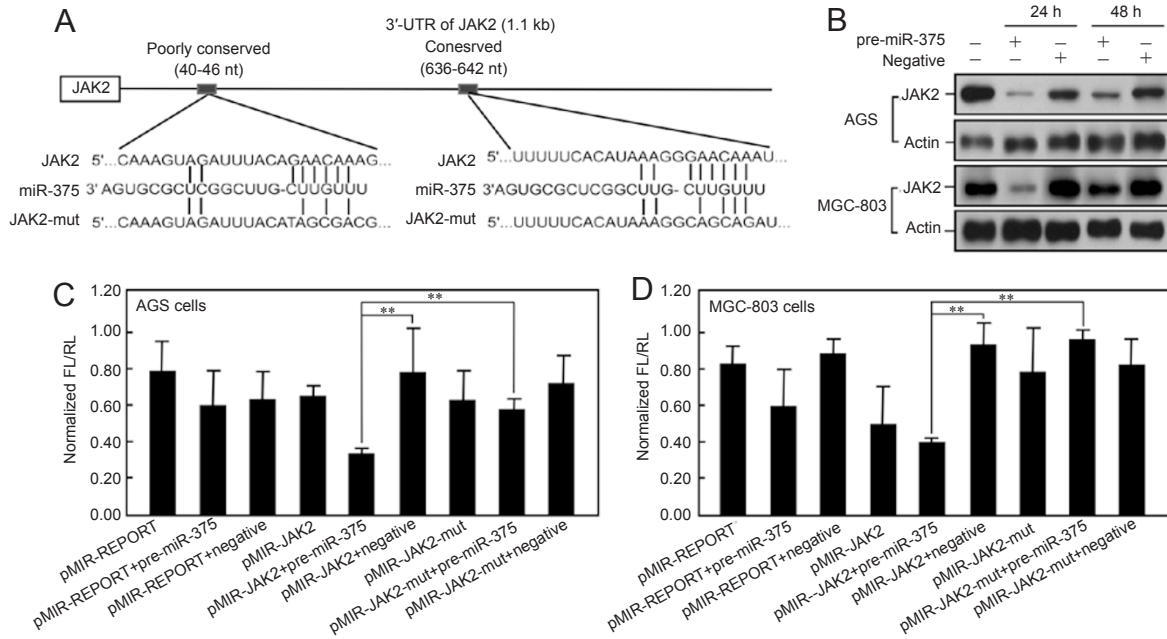 A
3′-UTR of JAK2 (1.1 kb)
Poorly conserved
(40-46 nt)
Conesrved
(636-642 nt)
JAK2
JAK2 5'...CAAAGUAGAUUUACAGAACAAAG...
miR-375 3'AGUGCGCUCGGCUUG-CUUGUUU
JAK2-mut 5'...CAAAGUAGAUUUACATAGCGACG...
JAK2 5'...UUUUUCACAUAAAGGGAACAAAU...
miR-375 3'AGUGCGCUCGGCUUG-CUUGUUU
JAK2-mut 5'...UUUUUCACAUAAAGGCAGCAGAU...
B
24 h 48 h
pre-miR-375 – + – + –
Negative – – + – +
AGS
JAK2
Actin
MGC-803
JAK2
Actin
C
AGS cells
Normalized FL/RL
1.20
1.00
0.80
0.60
0.40
0.20
0.00
** **
pMIR-REPORT
pMIR-REPORT+pre-miR-375
pMIR-REPORT+negative
pMIR-JAK2
pMIR-JAK2+pre-miR-375
pMIR-JAK2+negative
pMIR-JAK2-mut
pMIR-JAK2-mut+pre-miR-375
pMIR-JAK2-mut+negative
D
MGC-803 cells
Normalized FL/RL
1.20
1.00
0.80
0.60
0.40
0.20
0.00
** **
pMIR-REPORT
pMIR-REPORT+pre-miR-375
pMIR-REPORT+negative
pMIR-JAK2
pMIR--JAK2+pre-miR-375
pMIR-JAK2+negative
pMIR-JAK2-mut
pMIR-JAK2-mut+pre-miR-375
pMIR-JAK2-mut+negative